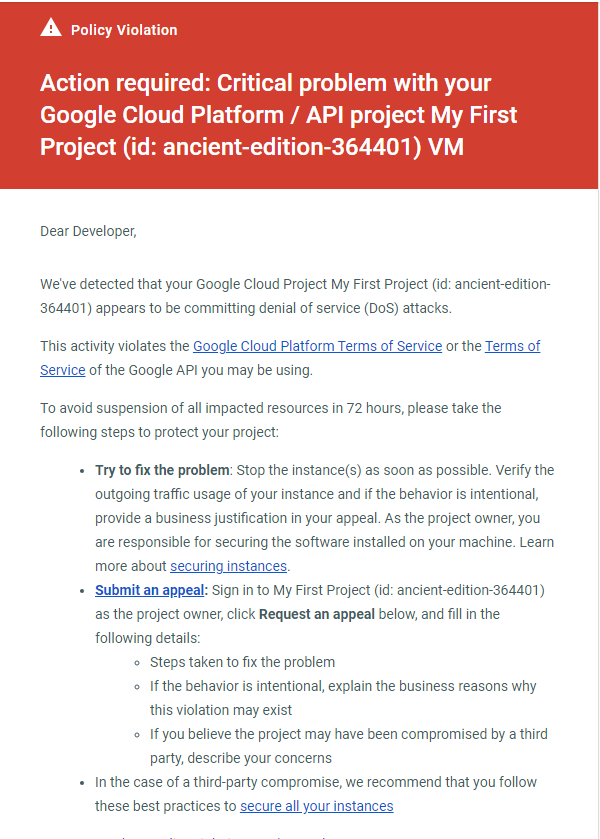 Policy Violation
Action required: Critical problem with your
Google Cloud Platform / API project My First
Project (id: ancient-edition-364401) VM
Dear Developer,
We've detected that your Google Cloud Project My First Project (id: ancient-edition-
364401) appears to be committing denial of service (DoS) attacks.
This activity violates the Google Cloud Platform Terms of Service or the Terms of
Service of the Google API you may be using.
To avoid suspension of all impacted resources in 72 hours, please take the
following steps to protect your project:
• Try to fix the problem: Stop the instance(s) as soon as possible. Verify the
outgoing traffic usage of your instance and if the behavior is intentional,
provide a business justification in your appeal. As the project owner, you
are responsible for securing the software installed on your machine. Learn
more about securing instances.
• Submit an appeal: Sign in to My First Project (id: ancient-edition-364401)
as the project owner, click Request an appeal below, and fill in the
following details:
◦ Steps taken to fix the problem
◦ If the behavior is intentional, explain the business reasons why
this violation may exist
◦ If you believe the project may have been compromised by a third
party, describe your concerns
• In the case of a third-party compromise, we recommend that you follow
these best practices to secure all your instances